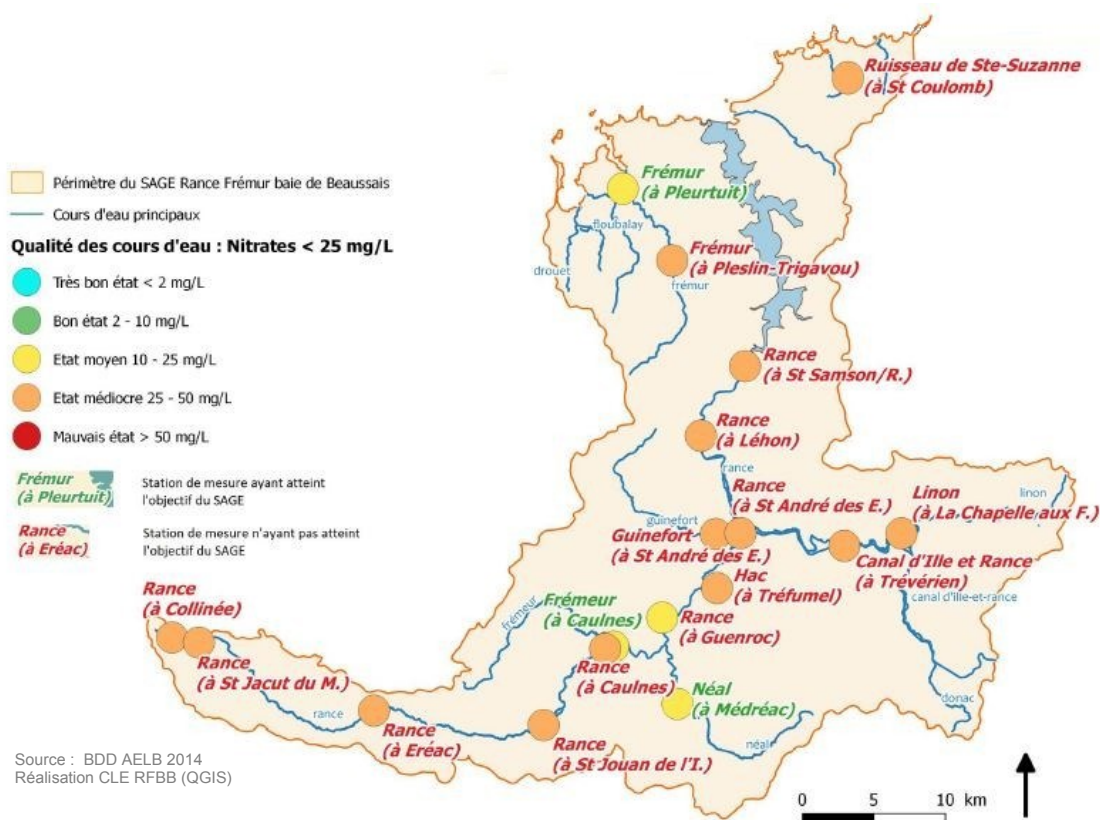 Périmètre du SAGE Rance Frémur baie de Beaussais
Cours d'eau principaux
Qualité des cours d'eau : Nitrates < 25 mg/L
Très bon état < 2 mg/L
Bon état 2 - 10 mg/L
Etat moyen 10 - 25 mg/L
Etat médiocre 25 - 50 mg/L
Mauvais état > 50 mg/L
Frémur
(à Pleurtuit)
Station de mesure ayant atteint
l'objectif du SAGE
Rance
(à Eréac)
Station de mesure n'ayant pas atteint
l'objectif du SAGE
Ruisseau de Ste-Suzanne
(à St Coulomb)
Frémur
(à Pleurtuit)
floubalay
drouet
Frémur
(à Pleslin-Trigavou)
frémur
Rance
(à St Samson/R.)
Rance
(à Léhon)
rance
Rance
(à St André des E.)
Linon
(à La Chapelle aux F.)
linon
guinefort
Guinefort
(à St André des E.)
Canal d'Ille et Rance
(à Trévérien)
canal d'ille-et-rance
Hac
(à Tréfumel)
Frémeur
(à Caulnes)
frémeur
Rance
(à Guenroc)
Rance
(à Collinée)
Rance
(à St Jacut du M.)
Rance
(à Caulnes)
Néal
(à Médréac)
donac
rance
Rance
(à Eréac)
Rance
(à St Jouan de l'I.)
néal
Source : BDD AELB 2014
Réalisation CLE RFBB (QGIS)
0 5 10 km